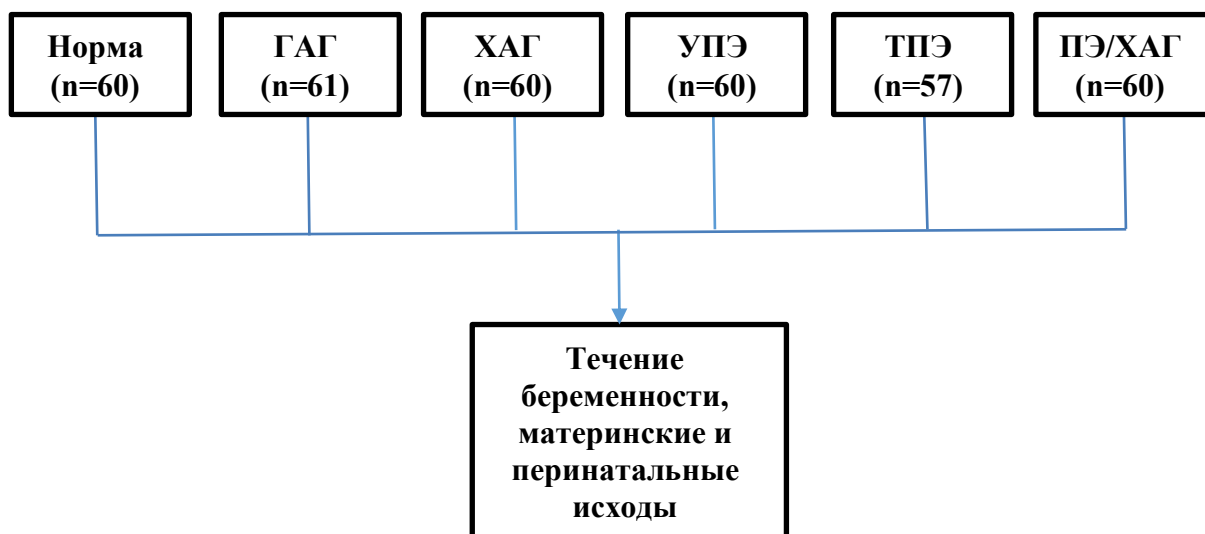 Норма
(n=60)
ГАГ
(n=61)
ХАГ
(n=60)
УПЭ
(n=60)
ТПЭ
(n=57)
ПЭ/ХАГ
(n=60)
Течение
беременности,
материнские и
перинатальные
исходы